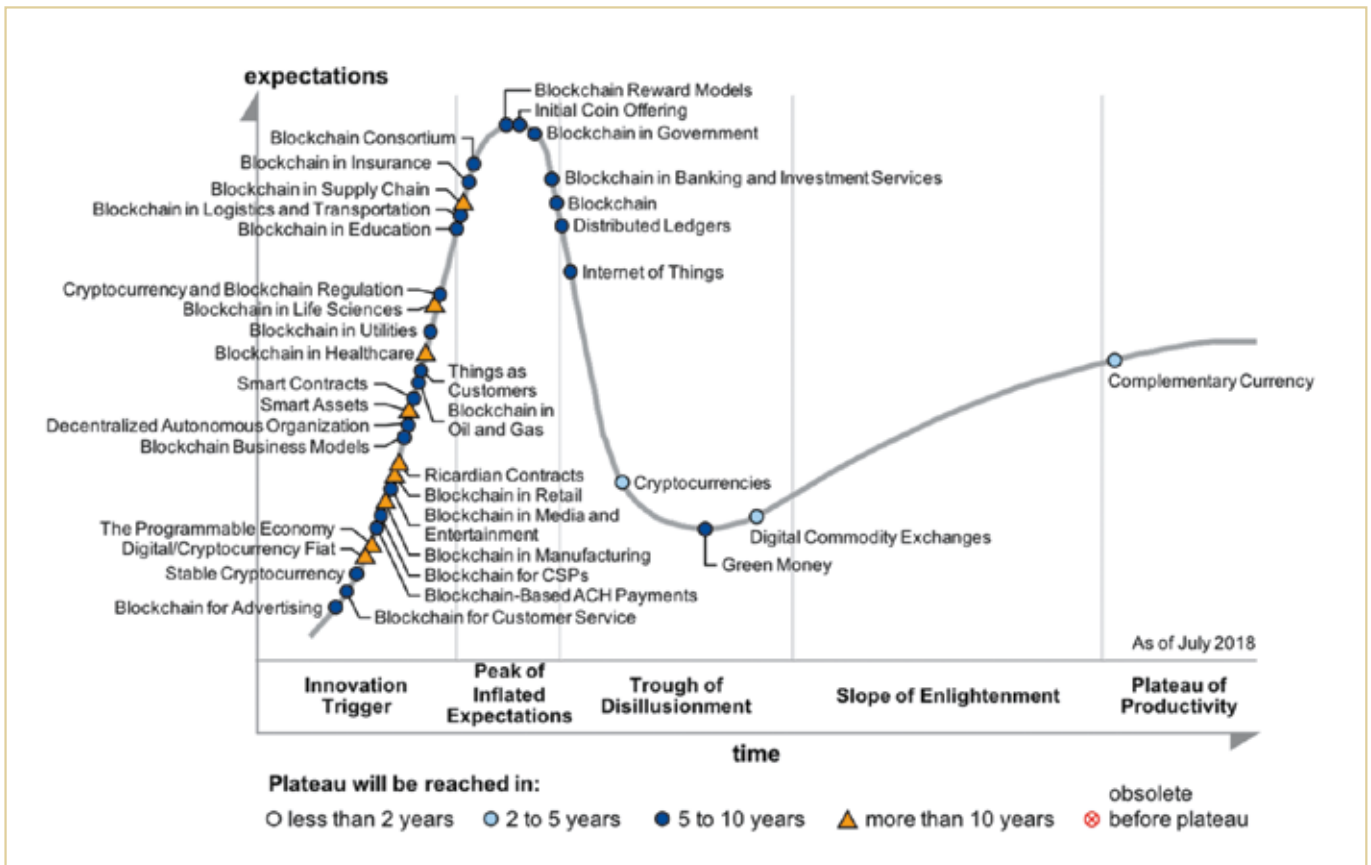 expectations
Blockchain Reward Models
Initial Coin Offering
Blockchain in Government
Blockchain Consortium
Blockchain in Insurance
Blockchain in Supply Chain
Blockchain in Logistics and Transportation
Blockchain in Education
Blockchain in Banking and Investment Services
Blockchain
Distributed Ledgers
Internet of Things
Cryptocurrency and Blockchain Regulation
Blockchain in Life Sciences
Blockchain in Utilities
Blockchain in Healthcare
Smart Contracts
Smart Assets
Decentralized Autonomous Organization
Blockchain Business Models
Things as
Customers
Blockchain in
Oil and Gas
Complementary Currency
Ricardian Contracts
Blockchain in Retail
Blockchain in Media and
Entertainment
Blockchain in Manufacturing
Blockchain for CSPs
Blockchain-Based ACH Payments
The Programmable Economy
Digital/Cryptocurrency Fiat
Stable Cryptocurrency
Blockchain for Advertising
Blockchain for Customer Service
Cryptocurrencies
Digital Commodity Exchanges
Green Money
As of July 2018
Innovation
Trigger
Peak of
Inflated
Expectations
Trough of
Disillusionment
Slope of Enlightenment
Plateau of
Productivity
time
Plateau will be reached in:
less than 2 years
2 to 5 years
5 to 10 years
more than 10 years
obsolete
before plateau